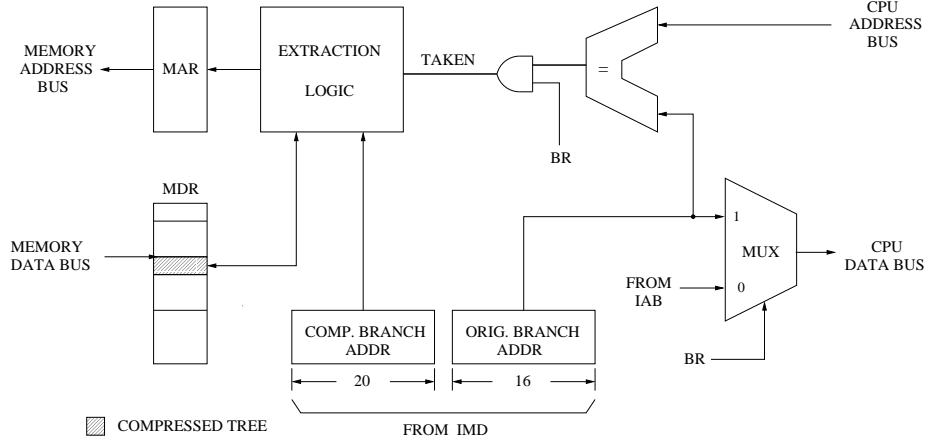 CPU
ADDRESS
BUS
MEMORY
ADDRESS
BUS
MAR
EXTRACTION
LOGIC
TAKEN
=
BR
MDR
MEMORY
DATA BUS
1
MUX
0
FROM
IAB
CPU
DATA BUS
COMP. BRANCH
ADDR
ORIG. BRANCH
ADDR
BR
20
16
COMPRESSED TREE
FROM IMD